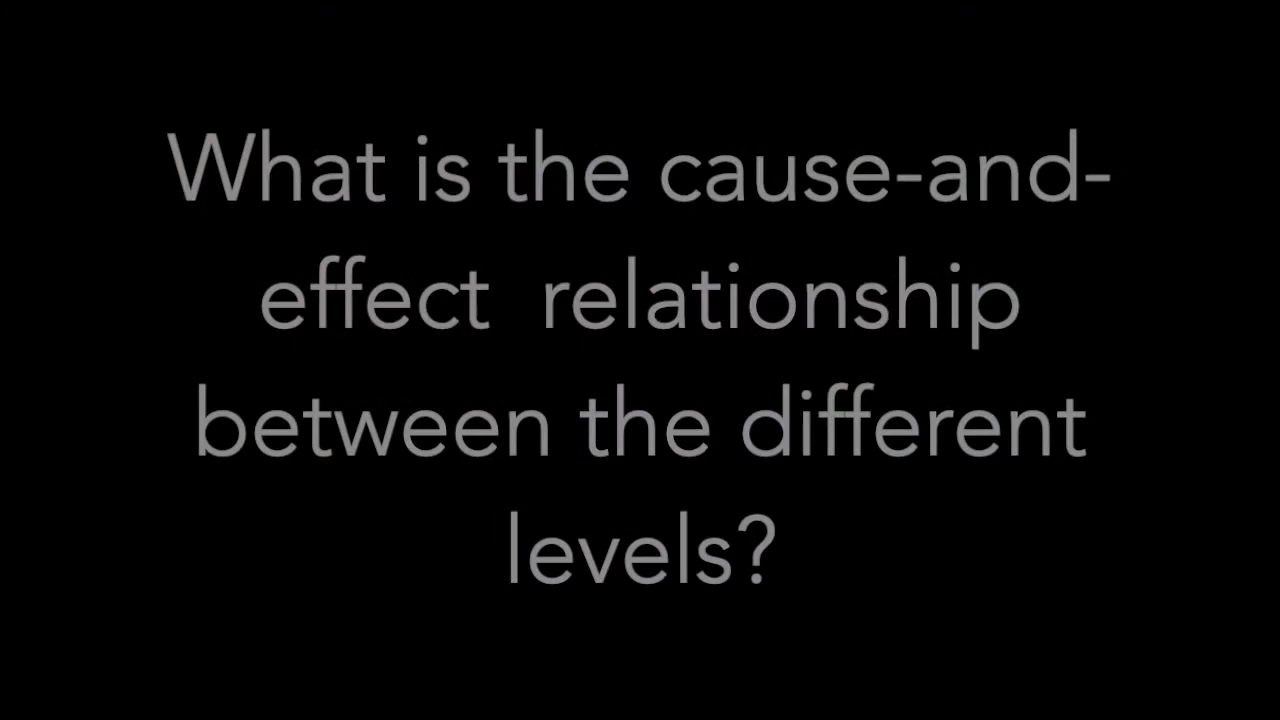 What is the cause-and-
effect  relationship
between the different
levels?